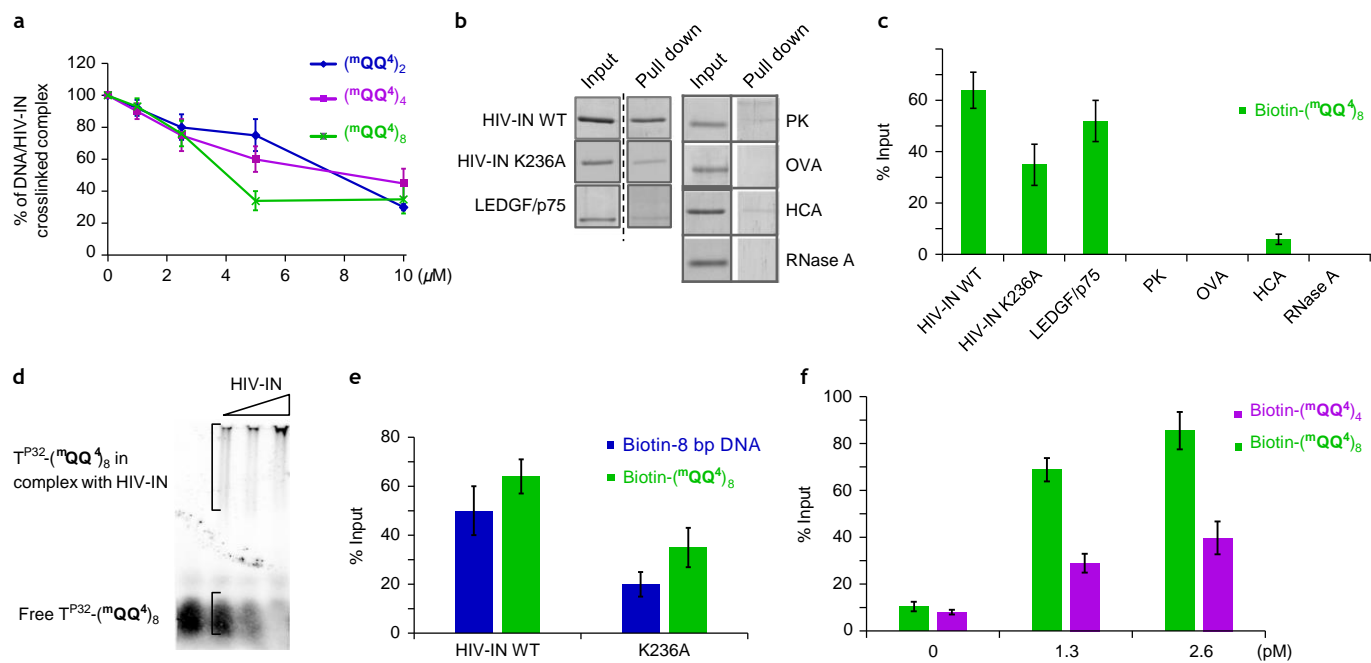 a
% of DNA/HIV-IN
crosslinked complex
120
100
80
60
40
20
0
0 2 4 6 8 10 (µM)
(ᵐQQ⁴)₂
(ᵐQQ⁴)₄
(ᵐQQ⁴)₈
b
Input Pull down Input Pull down
HIV-IN WT
HIV-IN K236A
LEDGF/p75
PK
OVA
HCA
RNase A
c
% Input
60
40
20
0
HIV-IN WT HIV-IN K236A LEDGF/p75 PK OVA HCA RNase A
Biotin-(ᵐQQ⁴)₈
d
HIV-IN
Tᴾ³²-(ᵐQQ⁴)₈ in
complex with HIV-IN
Free Tᴾ³²-(ᵐQQ⁴)₈
e
% Input
80
60
40
20
0
HIV-IN WT K236A
Biotin-8 bp DNA
Biotin-(ᵐQQ⁴)₈
f
% Input
100
80
60
40
20
0
0 1.3 2.6 (pM)
Biotin-(ᵐQQ⁴)₄
Biotin-(ᵐQQ⁴)₈